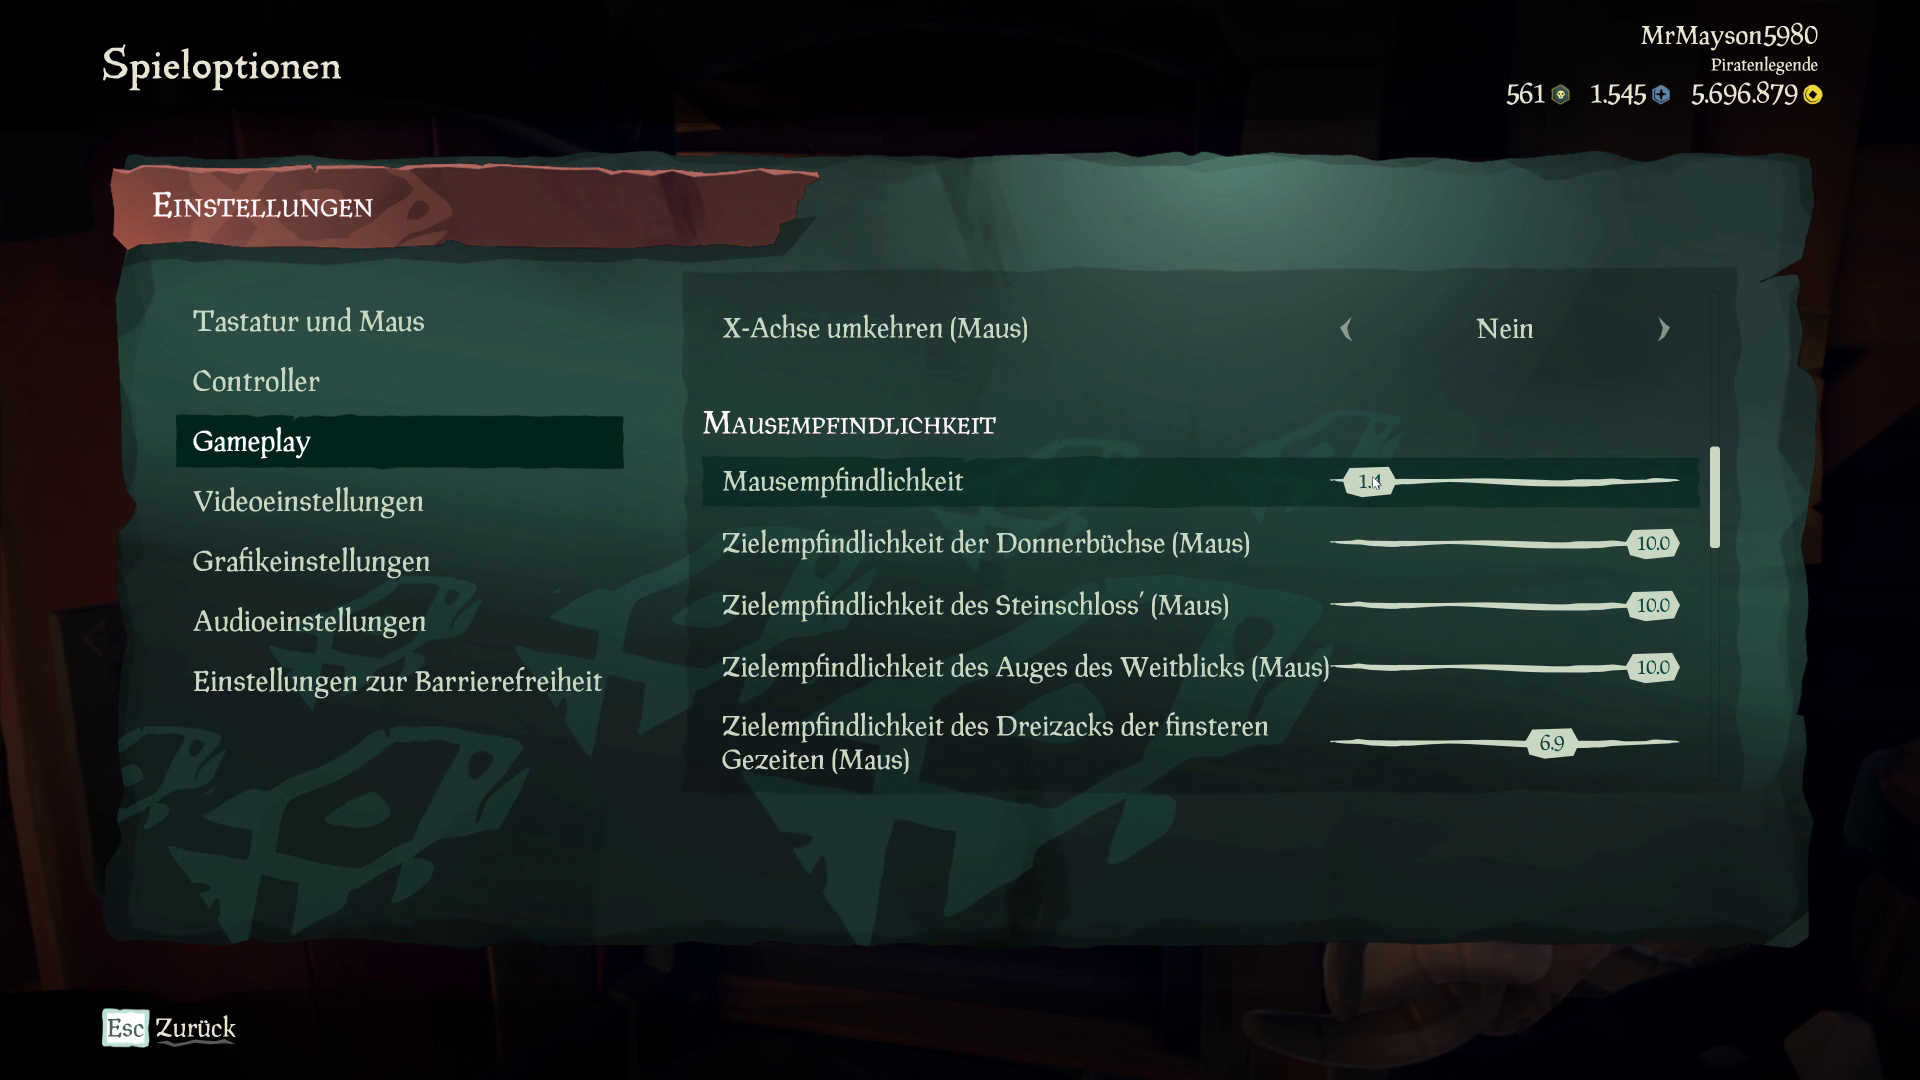 Spieloptionen
MrMayson5980
Piratenlegende
561 1.545 5.696.879
Einstellungen
Tastatur und Maus
Controller
Gameplay
Videoeinstellungen
Grafikeinstellungen
Audioeinstellungen
Einstellungen zur Barrierefreiheit
X-Achse umkehren (Maus) Nein
Mausempfindlichkeit
Mausempfindlichkeit
Zielempfindlichkeit der Donnerbüchse (Maus) 10.0
Zielempfindlichkeit des Steinschloss' (Maus) 10.0
Zielempfindlichkeit des Auges des Weitblicks (Maus) 10.0
Zielempfindlichkeit des Dreizacks der finsteren
Gezeiten (Maus) 6.9
Esc Zurück